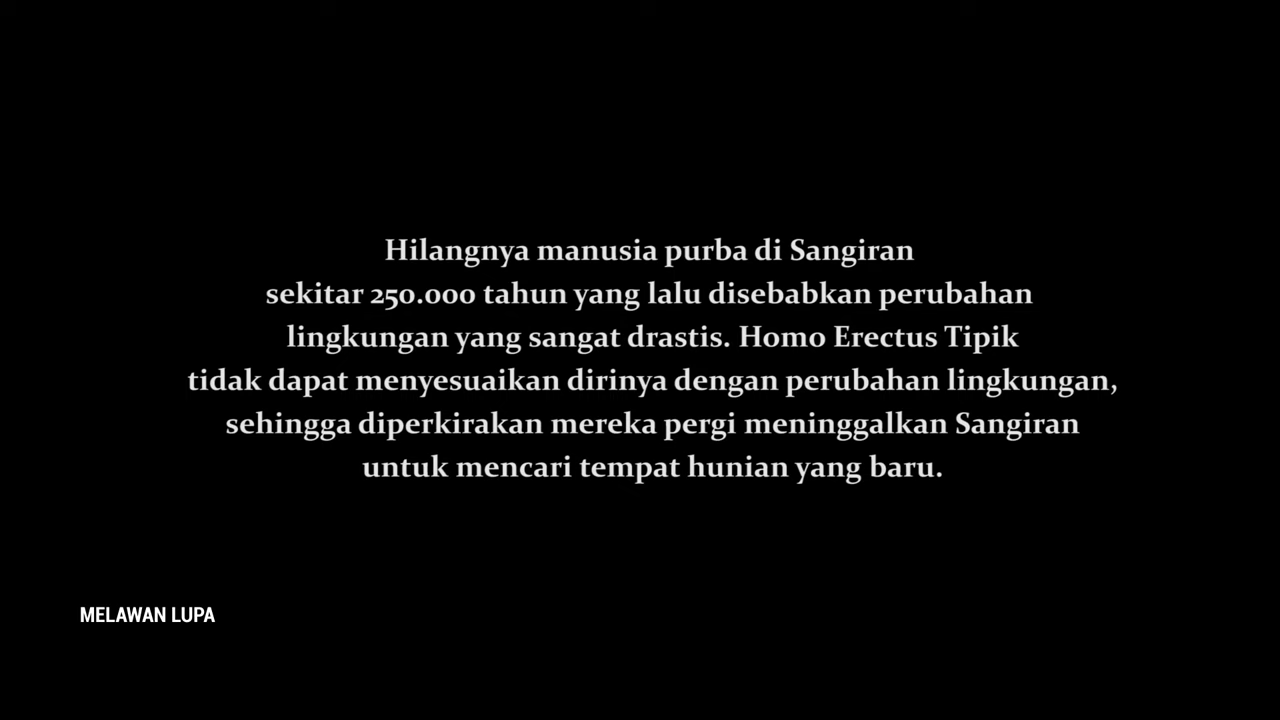 Hilangnya manusia purba di Sangiran
sekitar 250.000 tahun yang lalu disebabkan perubahan
lingkungan yang sangat drastis. Homo Erectus Tipik
tidak dapat menyesuaikan dirinya dengan perubahan lingkungan,
sehingga diperkirakan mereka pergi meninggalkan Sangiran
untuk mencari tempat hunian yang baru.
MELAWAN LUPA